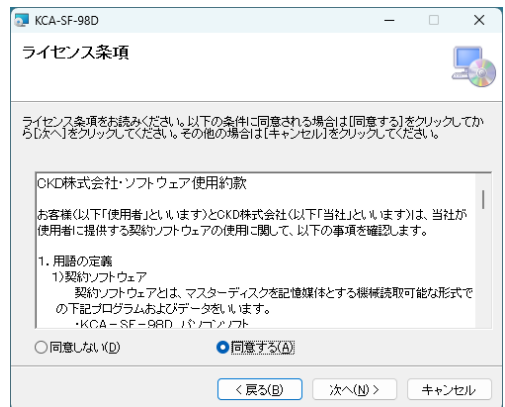 KCA-SF-98D
ライセンス条項
ライセンス条項をお読みください。以下の条件に同意される場合は[同意する]をクリックしてか
ら[次へ]をクリックしてください。その他の場合は[キャンセル]をクリックしてください。
CKD株式会社・ソフトウェア使用約款
お客様(以下「使用者」といいます)とCKD株式会社(以下「当社」といいます)は、当社が
使用者に提供する契約ソフトウェアの使用に関して、以下の事項を確認します。
1. 用語の定義
1)契約ソフトウェア
契約ソフトウェアとは、マスターディスクを記憶媒体とする機械読取可能な形式で
の下記プログラムおよびデータをいいます。
・KCA-SF-98D パソコンソフト
同意しない(D)
同意する(A)
< 戻る(B)
次へ(N) >
キャンセル